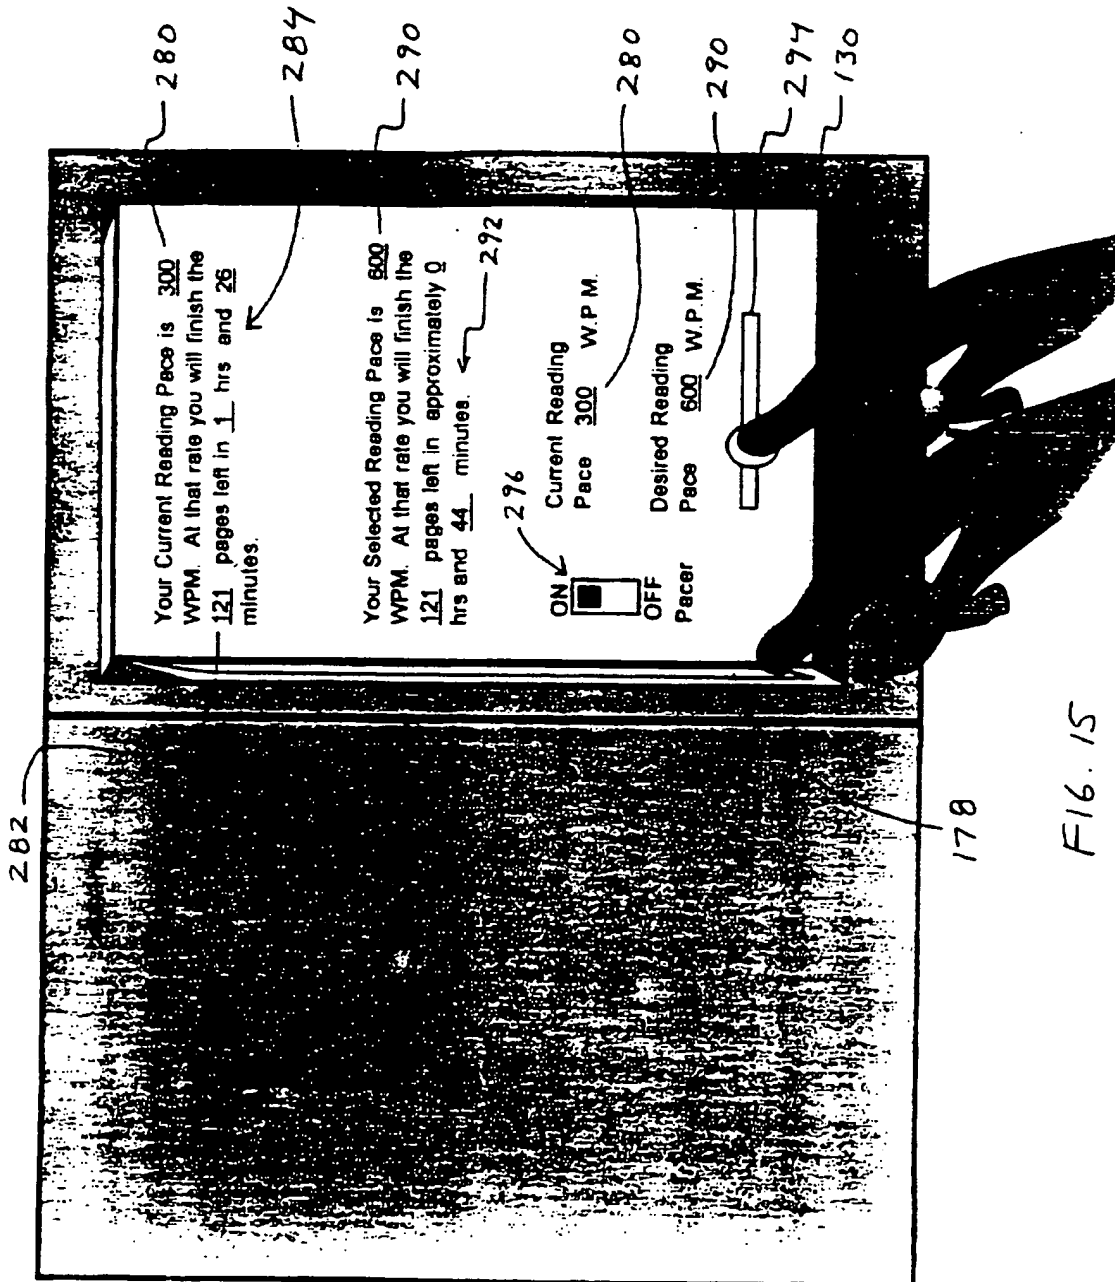 Your Current Reading Pace is 300
WPM. At that rate you will finish the
121 pages left in 1 hrs and 26
minutes.
Your Selected Reading Pace is 600
WPM. At that rate you will finish the
121 pages left in approximately 0
hrs and 44 minutes.
ON
OFF
Pacer
Current Reading
Pace 300 W.P.M.
Desired Reading
Pace 600 W.P.M.
282
280
284
290
292
296
280
290
294
130
178
FIG. 15